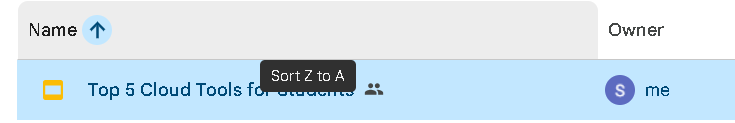 Name Owner
Sort Z to A
Top 5 Cloud Tools for Students S me